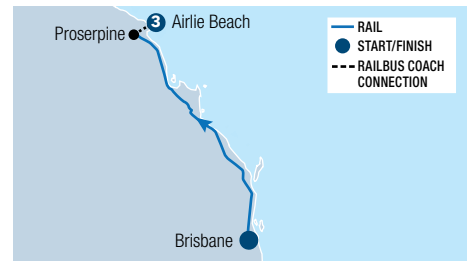 3 Airlie Beach
Proserpine
Brisbane
RAIL
START/FINISH
RAILBUS COACH
CONNECTION